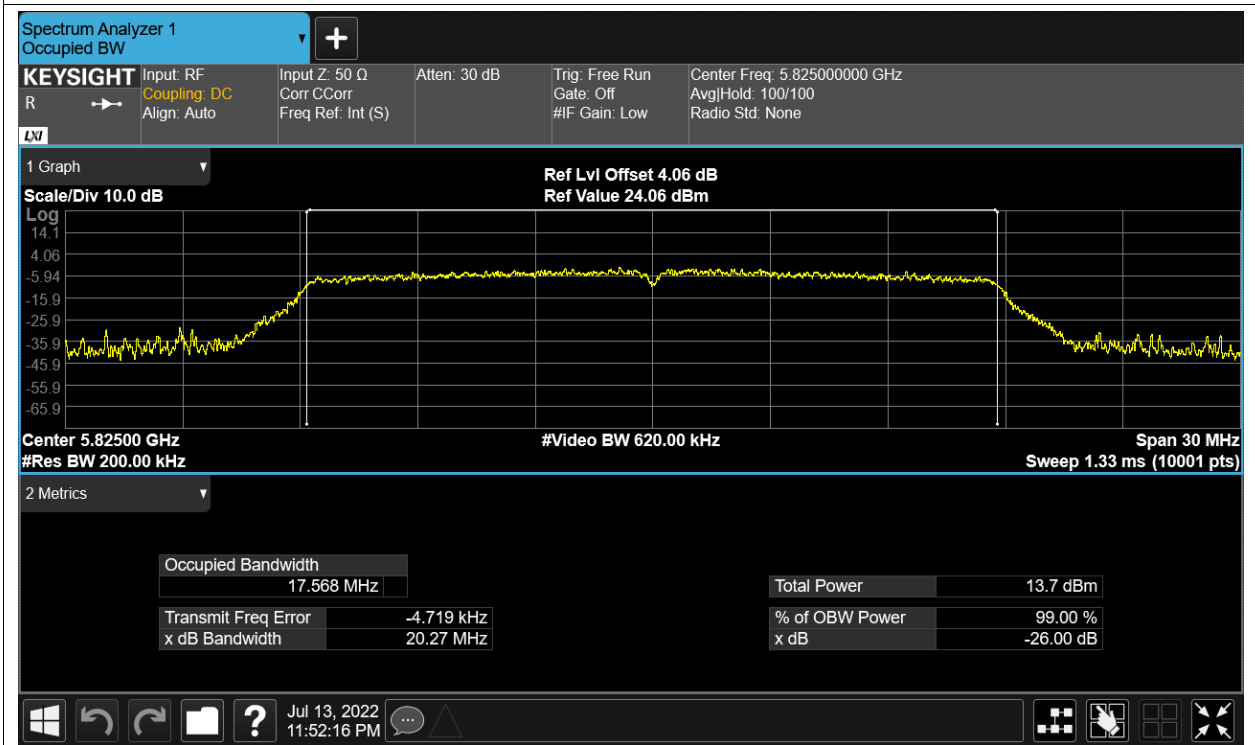 Spectrum Analyzer 1
Occupied BW
+
KEYSIGHT
R
LXI
Input: RF
Coupling: DC
Align: Auto
Input Z: 50 Ω
Corr CCorr
Freq Ref: Int (S)
Atten: 30 dB
Trig: Free Run
Gate: Off
#IF Gain: Low
Center Freq: 5.825000000 GHz
Avg|Hold: 100/100
Radio Std: None
1 Graph
Scale/Div 10.0 dB
Ref Lvl Offset 4.06 dB
Ref Value 24.06 dBm
Log
14.1
4.06
-5.94
-15.9
-25.9
-35.9
-45.9
-55.9
-65.9
Center 5.82500 GHz
#Res BW 200.00 kHz
#Video BW 620.00 kHz
Span 30 MHz
Sweep 1.33 ms (10001 pts)
2 Metrics
Occupied Bandwidth
17.568 MHz
Transmit Freq Error -4.719 kHz
x dB Bandwidth 20.27 MHz
Total Power 13.7 dBm
% of OBW Power 99.00 %
x dB -26.00 dB
?
Jul 13, 2022
11:52:16 PM